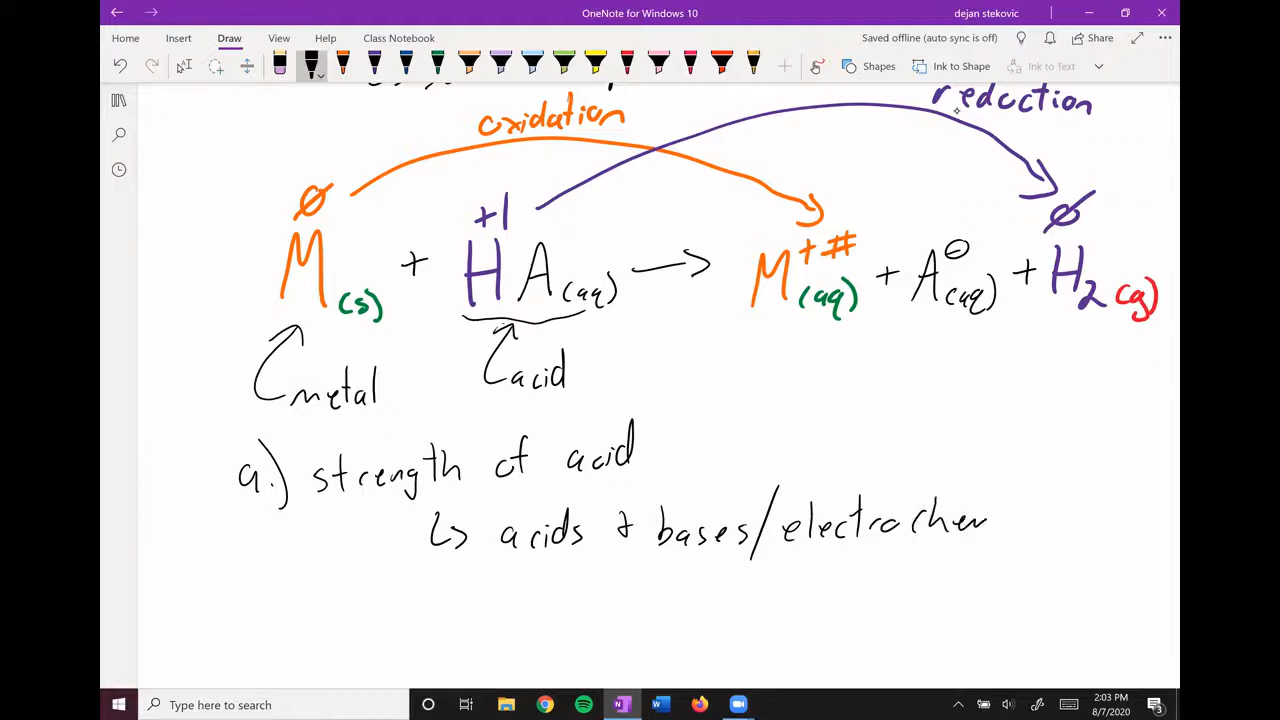 OneNote for Windows 10
dejan stekovic
Home Insert Draw View Help Class Notebook
Saved offline (auto sync is off) Share
Shapes Ink to Shape Ink to Text
oxidation
reduction
Ø +1 Ø
M(s) + HA(aq) → M+#(aq) + A⊖(aq) + H2(g)
metal
acid
a.) strength of acid
↳ acids + bases/electrochem
Type here to search
2:03 PM
8/7/2020
3